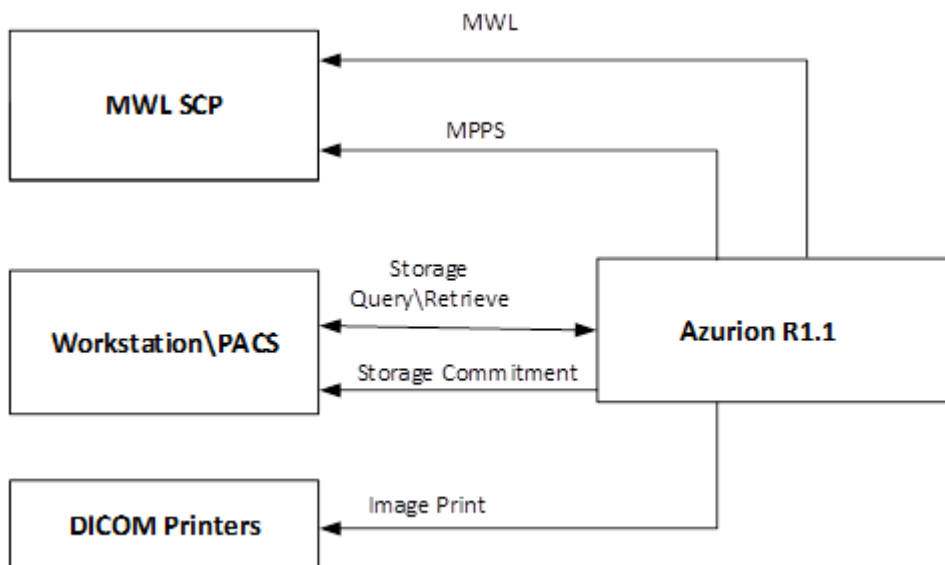 MWL
MWL SCP
MPPS
Storage
Query\Retrieve
Workstation\PACS
Azurion R1.1
Storage Commitment
Image Print
DICOM Printers